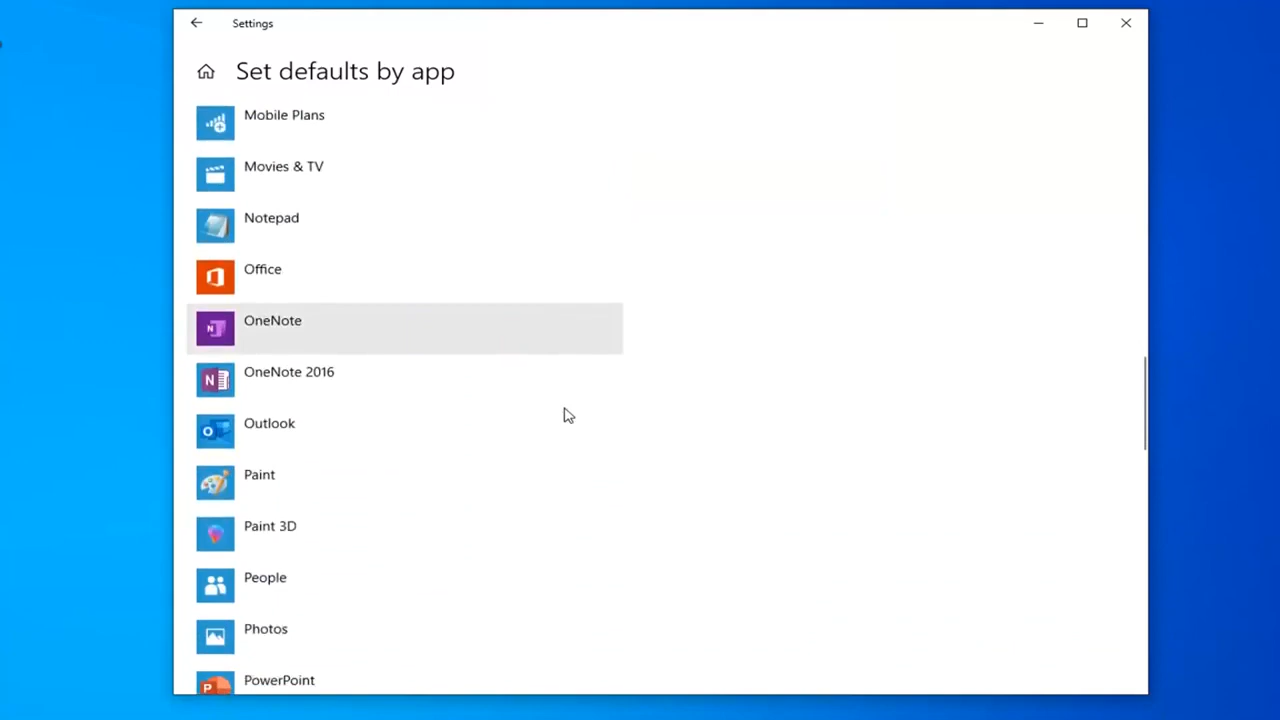 Settings
Set defaults by app
Mobile Plans
Movies & TV
Notepad
Office
OneNote
OneNote 2016
Outlook
Paint
Paint 3D
People
Photos
PowerPoint